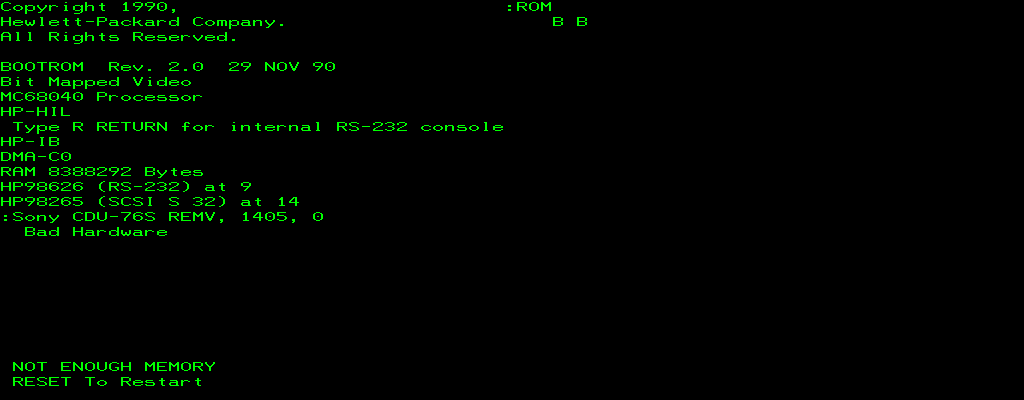 Copyright 1990,                            :ROM
Hewlett-Packard Company.                       B B
All Rights Reserved.
BOOTROM  Rev. 2.0  29 NOV 90
Bit Mapped Video
MC68040 Processor
HP-HIL
 Type R RETURN for internal RS-232 console
HP-IB
DMA-C0
RAM 8388292 Bytes
HP98626 (RS-232) at 9
HP98265 (SCSI S 32) at 14
:Sony CDU-76S REMV, 1405, 0
  Bad Hardware
 NOT ENOUGH MEMORY
 RESET To Restart